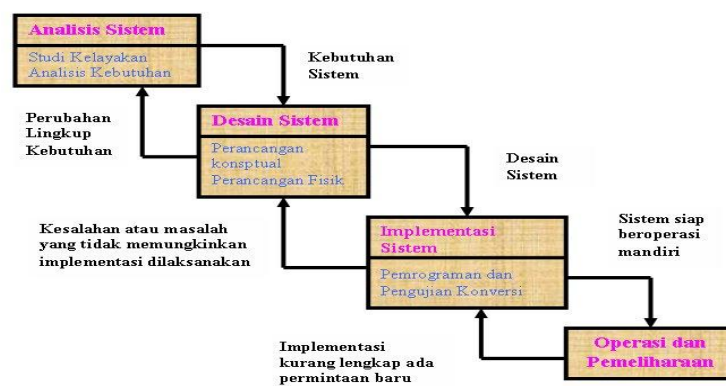 Analisis Sistem
Studi Kelayakan
Analisis Kebutuhan
Kebutuhan
Sistem
Perubahan
Lingkup
Kebutuhan
Desain Sistem
Perancangan
konsptual
Perancangan Fisik
Desain
Sistem
Kesalahan atau masalah
yang tidak memungkinkan
implementasi dilaksanakan
Implementasi
Sistem
Pemrograman dan
Pengujian Konversi
Sistem siap
beroperasi
mandiri
Implementasi
kurang lengkap ada
permintaan baru
Operasi dan
Pemeliharaan